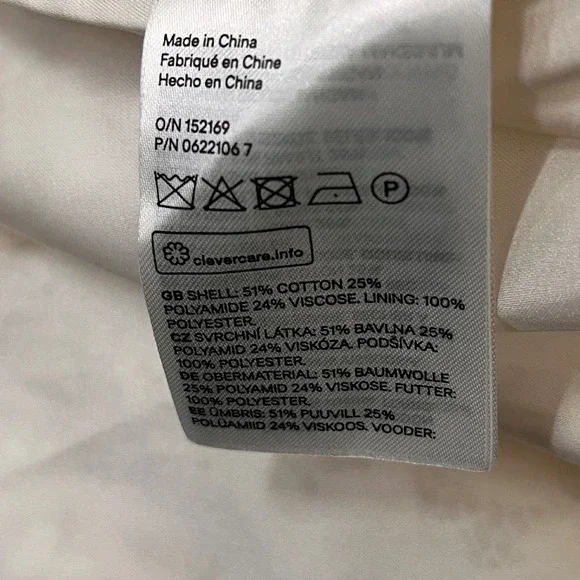 Made in China
Fabriqué en Chine
Hecho en China
O/N 152169
P/N 0622106 7
P
clevercare.info
GB SHELL: 51% COTTON 25%
POLYAMIDE 24% VISCOSE. LINING: 100%
POLYESTER.
CZ SVRCHNÍ LÁTKA: 51% BAVLNA 25%
POLYAMID 24% VISKÓZA. PODŠÍVKA:
100% POLYESTER.
DE OBERMATERIAL: 51% BAUMWOLLE
25% POLYAMID 24% VISKOSE. FUTTER:
100% POLYESTER.
EE ÜMBRIS: 51% PUUVILL 25%
POLÜAMIID 24% VISKOOS. VOODER: